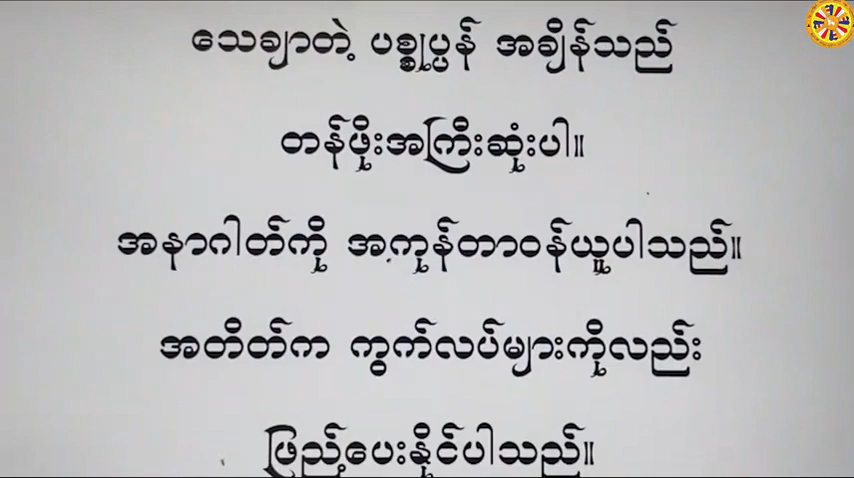 သေချာတဲ့ ပစ္စုပ္ပန် အချိန်သည်
တန်ဖိုးအကြီးဆုံးပါ။
အနာဂါတ်ကို အကုန်တာဝန်ယူပါသည်။
အတိတ်က ကွက်လပ်များကိုလည်း
ဖြည့်ပေးနိုင်ပါသည်။